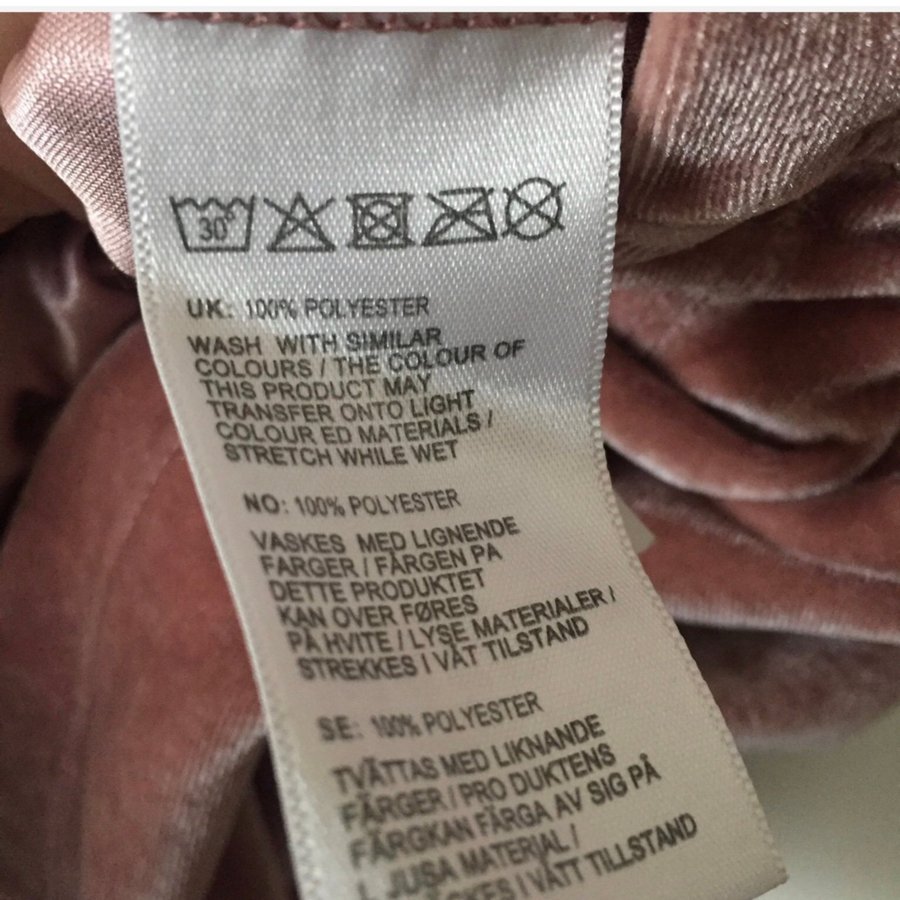 30°
UK: 100% POLYESTER
WASH WITH SIMILAR
COLOURS / THE COLOUR OF
THIS PRODUCT MAY
TRANSFER ONTO LIGHT
COLOUR ED MATERIALS /
STRETCH WHILE WET
NO: 100% POLYESTER
VASKES MED LIGNENDE
FARGER / FÄRGEN PA
DETTE PRODUKTET
KAN OVER FØRES
PÅ HVITE / LYSE MATERIALER /
STREKKES I VÅT TILSTAND
SE: 100% POLYESTER
TVÄTTAS MED LIKNANDE
FÄRGER / PRO DUKTENS
FÄRGKAN FÄRGA AV SIG PÅ
L JUSA MATERIAL /
I VÅTT TILLSTAND